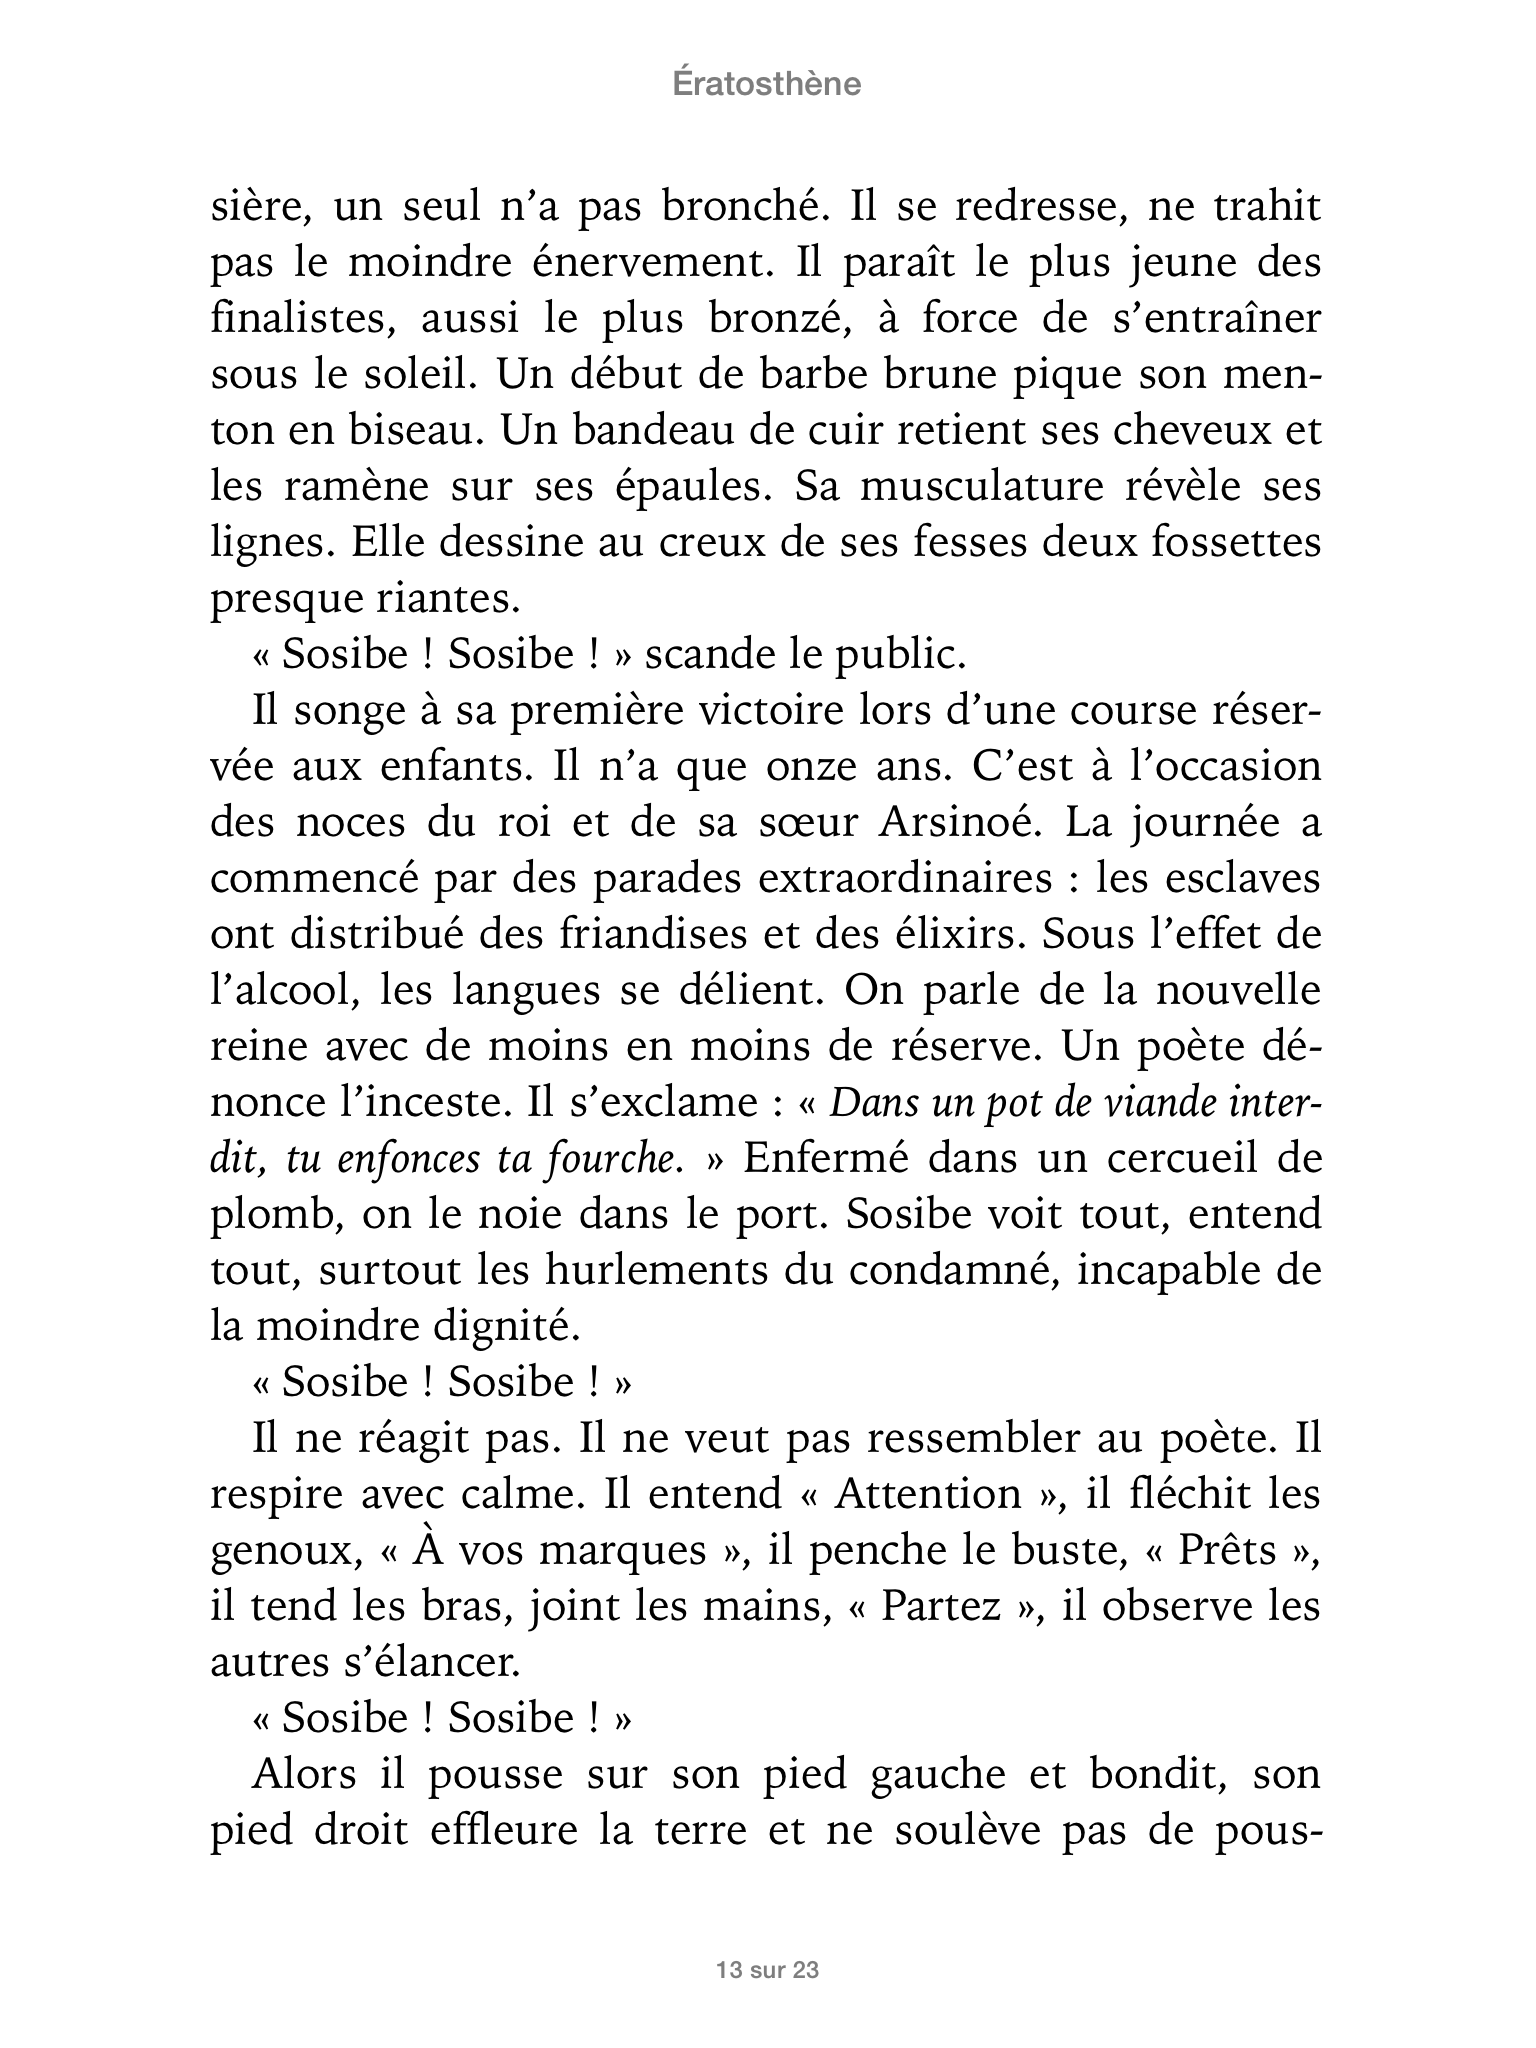 Ératosthène
sière, un seul n’a pas bronché. Il se redresse, ne trahit
pas le moindre énervement. Il paraît le plus jeune des
finalistes, aussi le plus bronzé, à force de s’entraîner
sous le soleil. Un début de barbe brune pique son men-
ton en biseau. Un bandeau de cuir retient ses cheveux et
les ramène sur ses épaules. Sa musculature révèle ses
lignes. Elle dessine au creux de ses fesses deux fossettes
presque riantes.
« Sosibe ! Sosibe ! » scande le public.
Il songe à sa première victoire lors d’une course réser-
vée aux enfants. Il n’a que onze ans. C’est à l’occasion
des noces du roi et de sa sœur Arsinoé. La journée a
commencé par des parades extraordinaires : les esclaves
ont distribué des friandises et des élixirs. Sous l’effet de
l’alcool, les langues se délient. On parle de la nouvelle
reine avec de moins en moins de réserve. Un poète dé-
nonce l’inceste. Il s’exclame : « Dans un pot de viande inter-
dit, tu enfonces ta fourche. » Enfermé dans un cercueil de
plomb, on le noie dans le port. Sosibe voit tout, entend
tout, surtout les hurlements du condamné, incapable de
la moindre dignité.
« Sosibe ! Sosibe ! »
Il ne réagit pas. Il ne veut pas ressembler au poète. Il
respire avec calme. Il entend « Attention », il fléchit les
genoux, « À vos marques », il penche le buste, « Prêts »,
il tend les bras, joint les mains, « Partez », il observe les
autres s’élancer.
« Sosibe ! Sosibe ! »
Alors il pousse sur son pied gauche et bondit, son
pied droit effleure la terre et ne soulève pas de pous-
13 sur 23